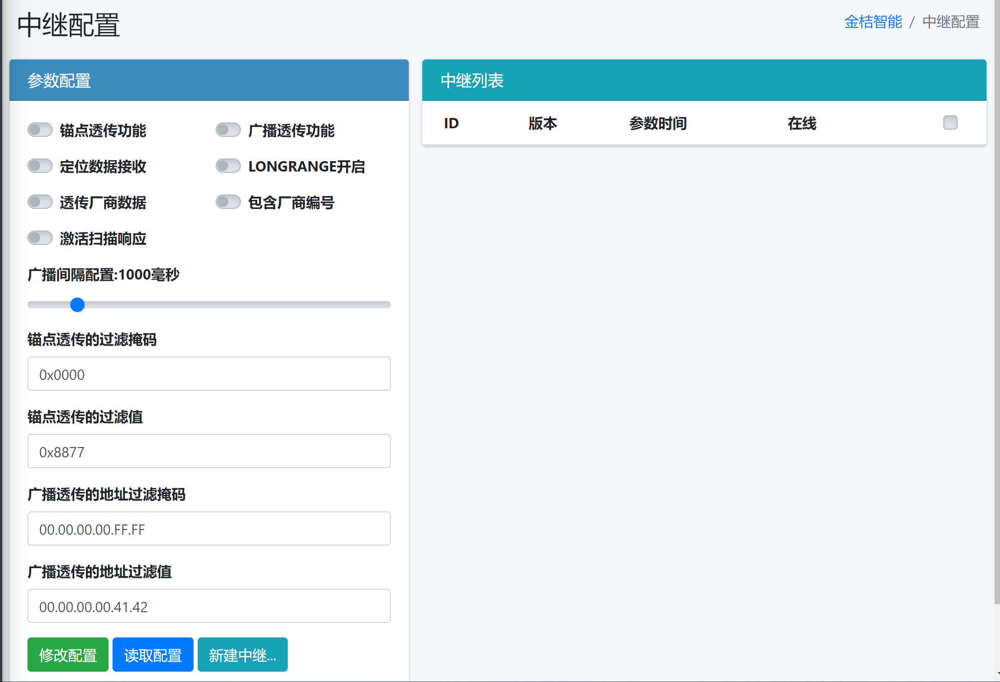 中继配置
金桔智能 / 中继配置
参数配置
锚点透传功能
广播透传功能
定位数据接收
LONGRANGE开启
透传厂商数据
包含厂商编号
激活扫描响应
广播间隔配置:1000毫秒
锚点透传的过滤掩码
0x0000
锚点透传的过滤值
0x8877
广播透传的地址过滤掩码
00.00.00.00.FF.FF
广播透传的地址过滤值
00.00.00.00.41.42
修改配置 读取配置 新建中继...
中继列表
ID 版本 参数时间 在线